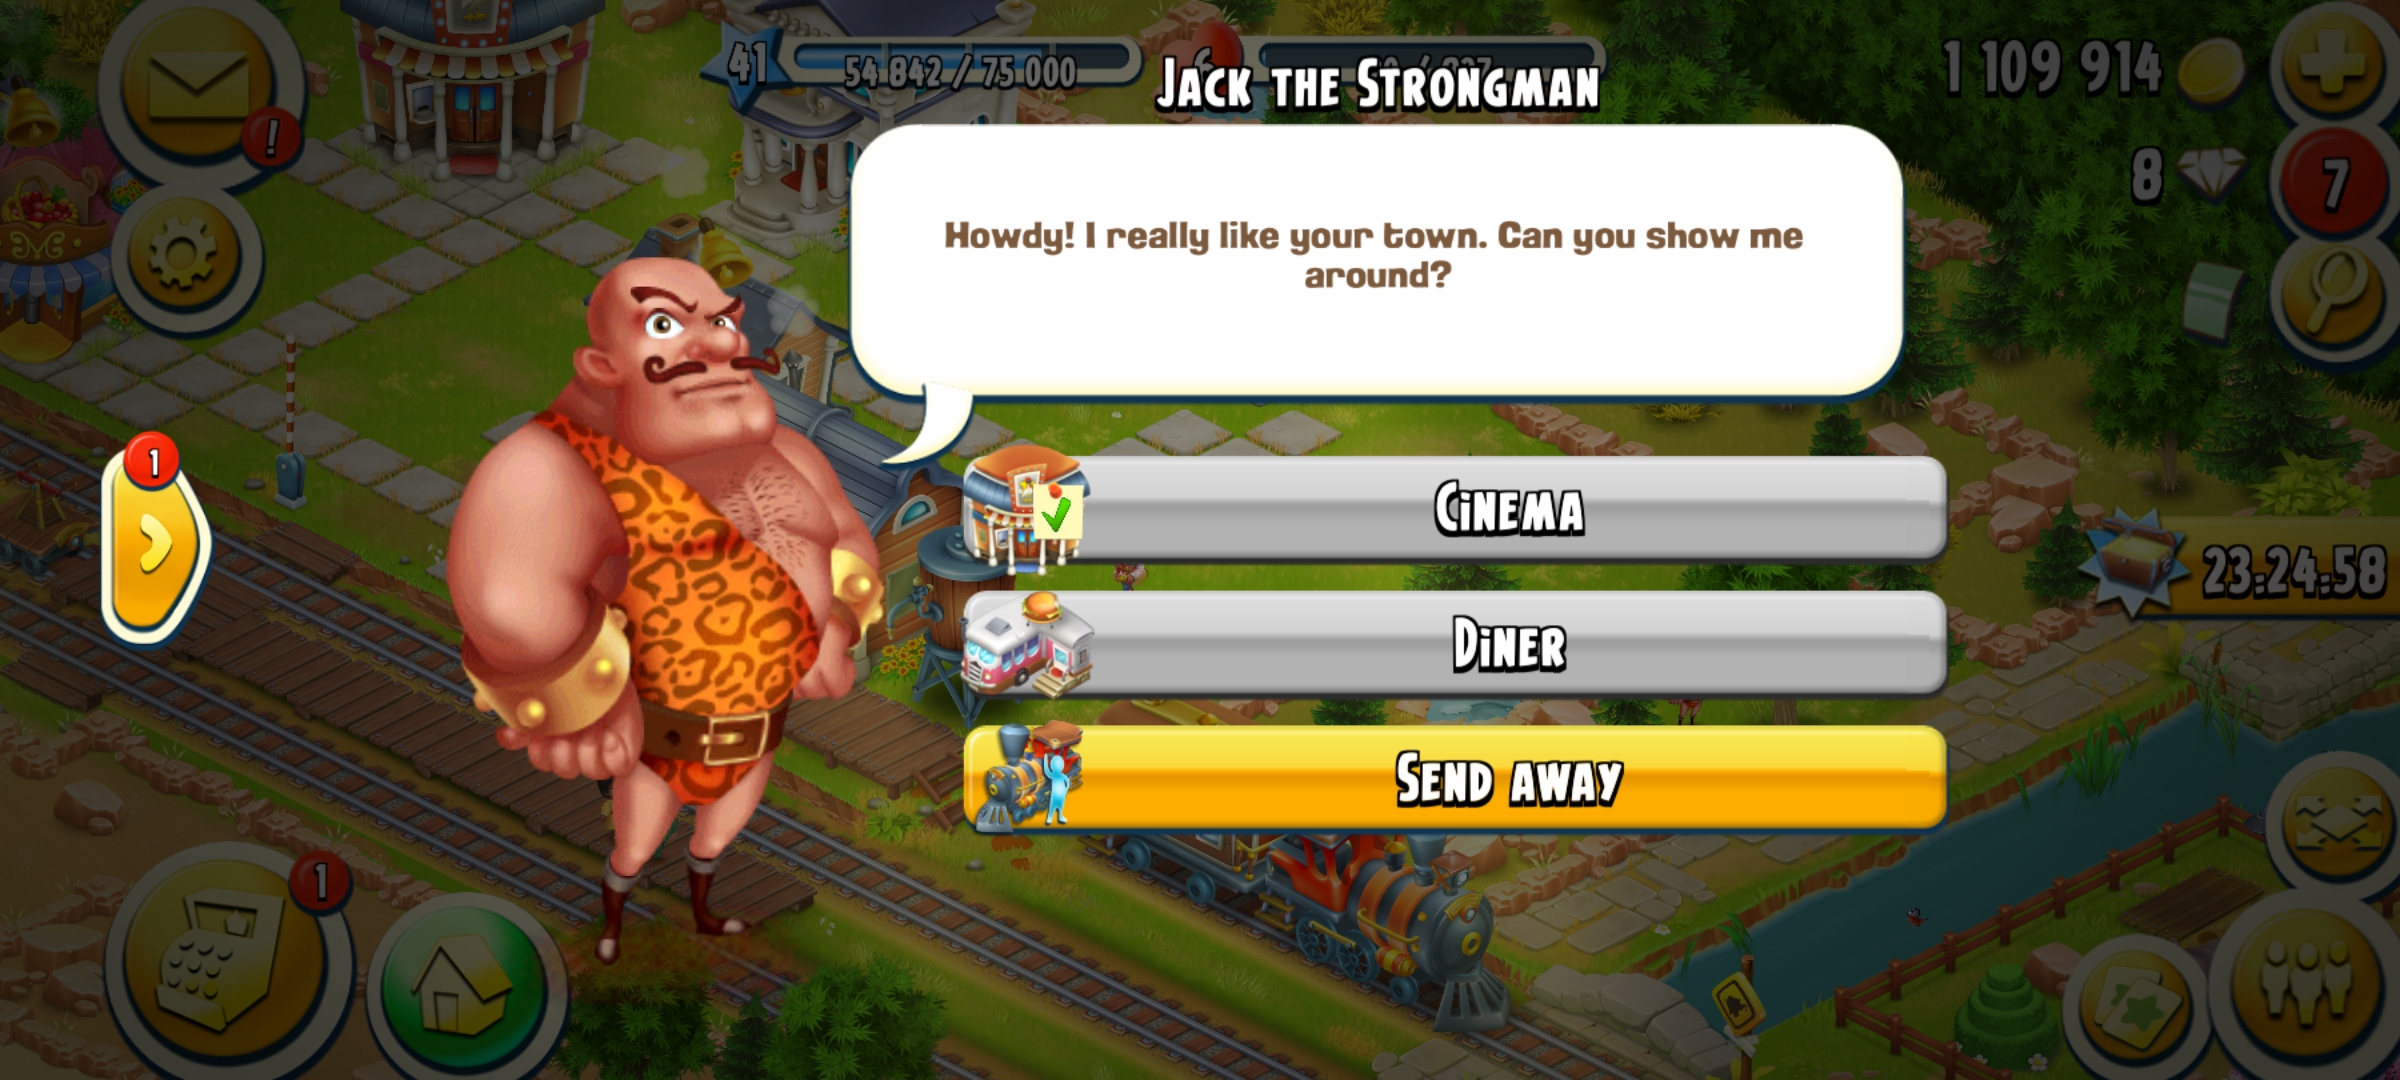 41
54 842 / 75 000
6
JACK THE STRONGMAN
1 109 914
!
8
7
Howdy! I really like your town. Can you show me
around?
1
CINEMA
23:24:58
DINER
SEND AWAY
1